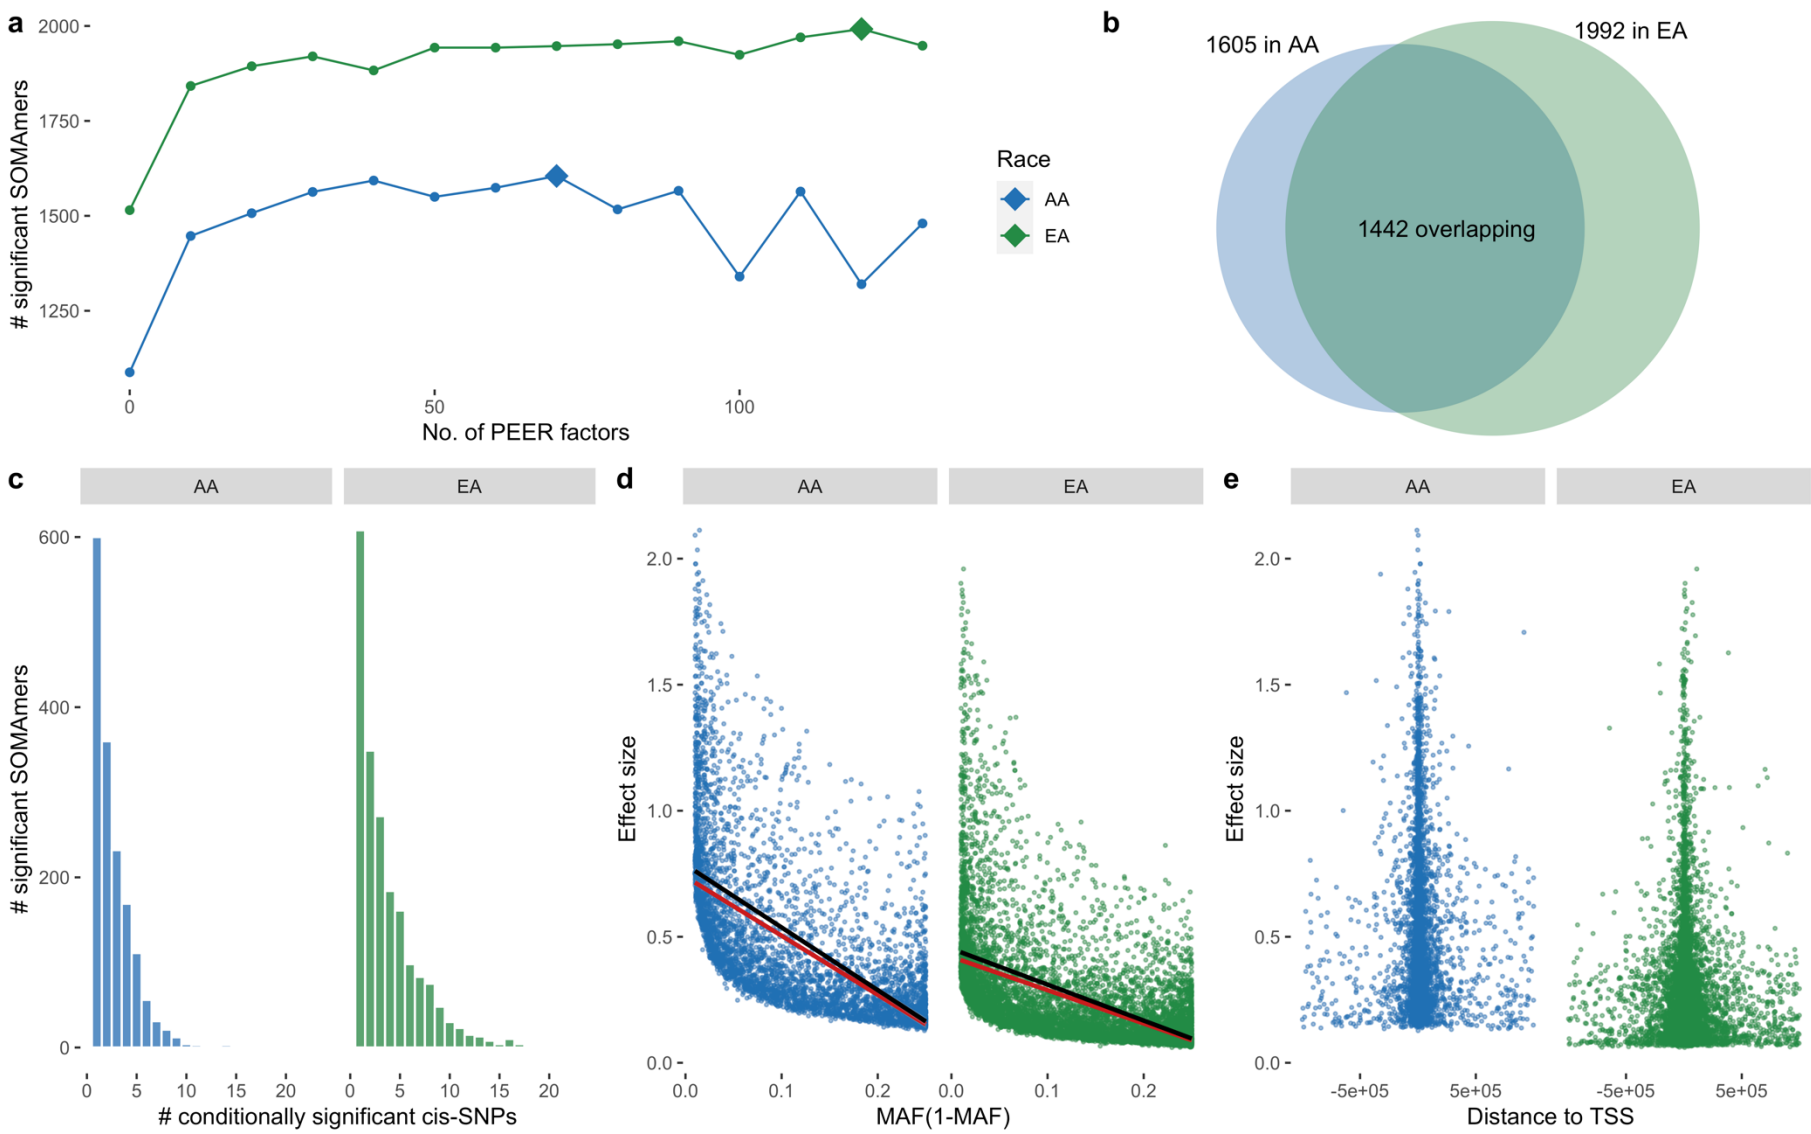 a
# significant SOMAmers
2000
1750
1500
1250
0
50
100
No. of PEER factors
Race
AA
EA
b
1605 in AA
1992 in EA
1442 overlapping
c
AA
EA
# significant SOMAmers
600
400
200
0
0
5
10
15
20
0
5
10
15
20
# conditionally significant cis-SNPs
d
AA
EA
Effect size
2.0
1.5
1.0
0.5
0.0
0.0
0.1
0.2
0.0
0.1
0.2
MAF(1-MAF)
e
AA
EA
Effect size
2.0
1.5
1.0
0.5
0.0
-5e+05
5e+05
-5e+05
5e+05
Distance to TSS